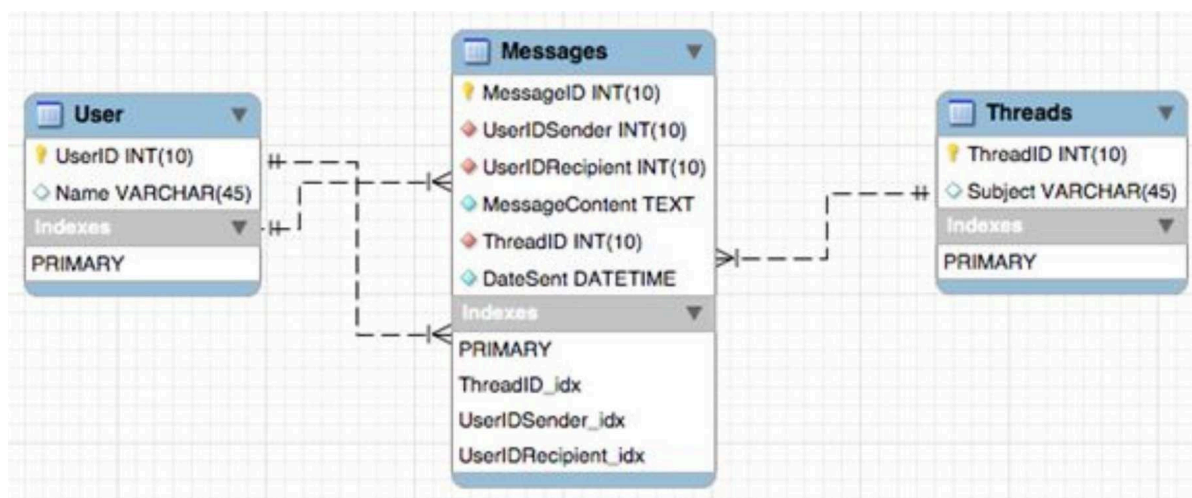 User
UserID INT(10)
Name VARCHAR(45)
Indexes
PRIMARY
Messages
MessageID INT(10)
UserIDSender INT(10)
UserIDRecipient INT(10)
MessageContent TEXT
ThreadID INT(10)
DateSent DATETIME
Indexes
PRIMARY
ThreadID_idx
UserIDSender_idx
UserIDRecipient_idx
Threads
ThreadID INT(10)
Subject VARCHAR(45)
Indexes
PRIMARY